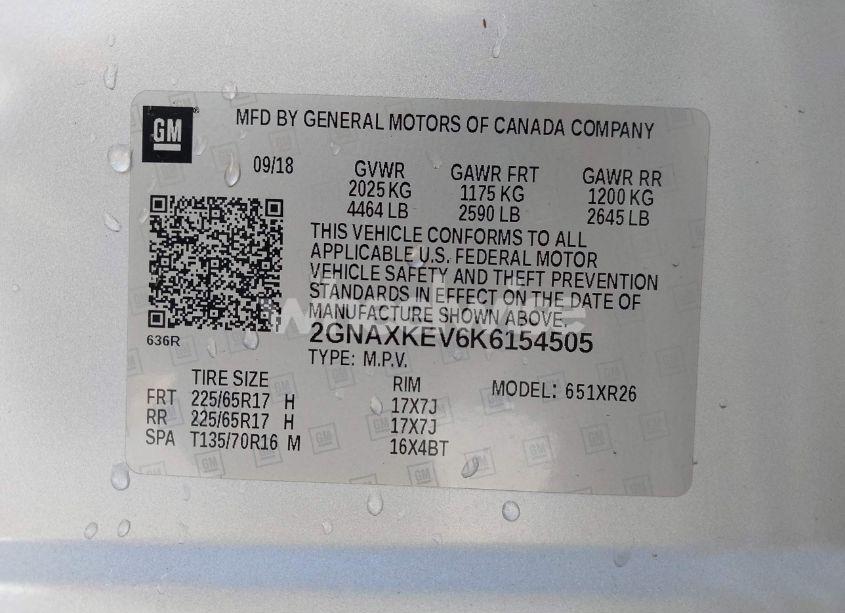 GM
MFD BY GENERAL MOTORS OF CANADA COMPANY
09/18 GVWR GAWR FRT GAWR RR
2025 KG 1175 KG 1200 KG
4464 LB 2590 LB 2645 LB
THIS VEHICLE CONFORMS TO ALL
APPLICABLE U.S. FEDERAL MOTOR
VEHICLE SAFETY AND THEFT PREVENTION
STANDARDS IN EFFECT ON THE DATE OF
MANUFACTURE SHOWN ABOVE.
636R
2GNAXKEV6K6154505
TYPE: M.P.V.
TIRE SIZE RIM MODEL: 651XR26
FRT 225/65R17 H 17X7J
RR 225/65R17 H 17X7J
SPA T135/70R16 M 16X4BT